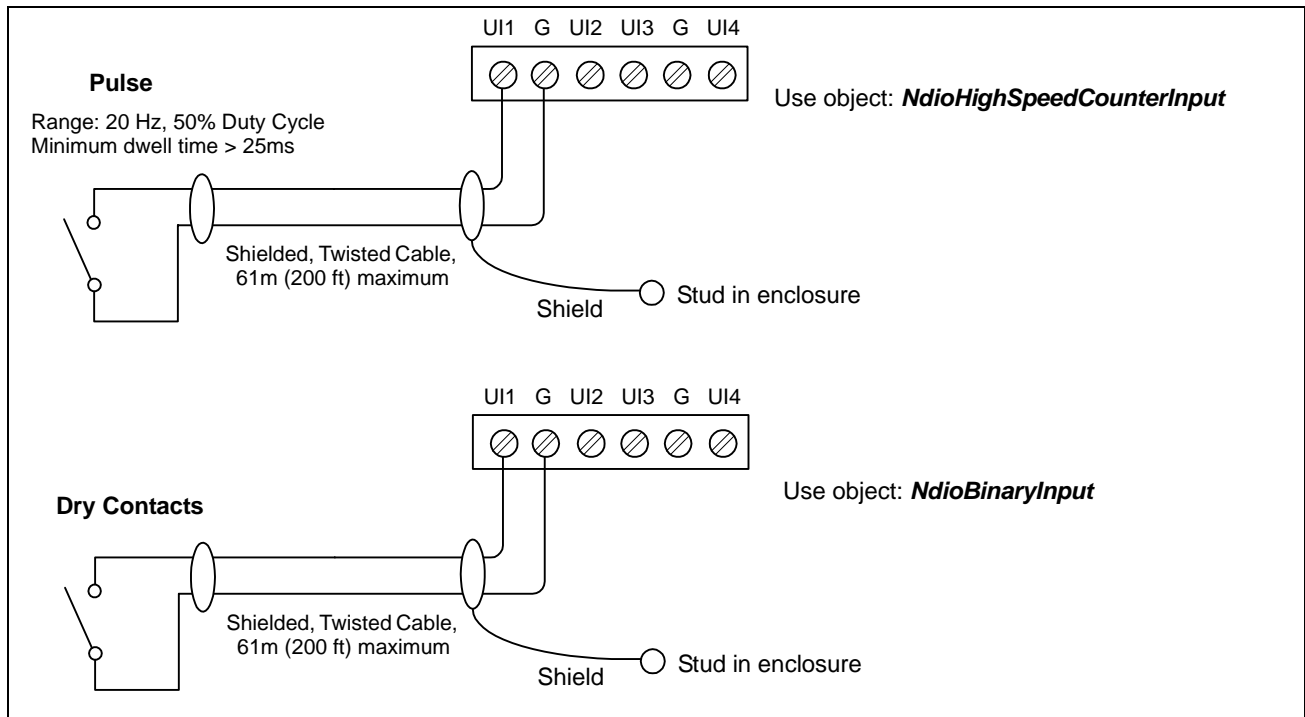 UI1 G UI2 UI3 G UI4
Pulse
Use object: NdioHighSpeedCounterInput
Range: 20 Hz, 50% Duty Cycle
Minimum dwell time > 25ms
Shielded, Twisted Cable,
61m (200 ft) maximum
Shield
Stud in enclosure
UI1 G UI2 UI3 G UI4
Use object: NdioBinaryInput
Dry Contacts
Shielded, Twisted Cable,
61m (200 ft) maximum
Shield
Stud in enclosure